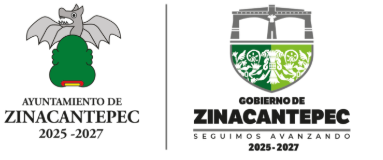 AYUNTAMIENTO DE
ZINACANTEPEC
2025 -2027
GOBIERNO DE
ZINACANTEPEC
SEGUIMOS AVANZANDO
2025 - 2027